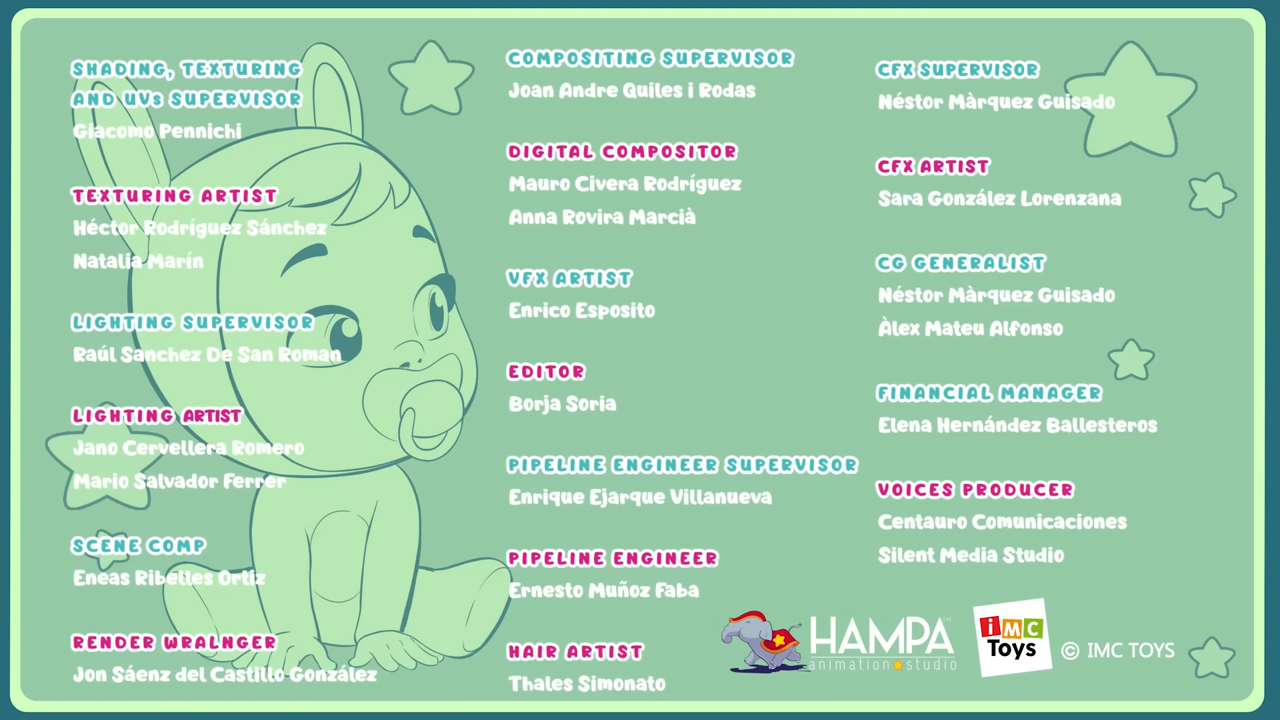 SHADING, TEXTURING
AND UVs SUPERVISOR
Giacomo Pennichi
TEXTURING ARTIST
Héctor Rodríguez Sánchez
Natalia Marín
LIGHTING SUPERVISOR
Raúl Sanchez De San Roman
LIGHTING ARTIST
Jano Cervellera Romero
Mario Salvador Ferrer
SCENE COMP
Eneas Ribelles Ortiz
RENDER WRALNGER
Jon Sáenz del Castillo González
COMPOSITING SUPERVISOR
Joan Andre Quiles i Rodas
DIGITAL COMPOSITOR
Mauro Civera Rodríguez
Anna Rovira Marcià
VFX ARTIST
Enrico Esposito
EDITOR
Borja Soria
PIPELINE ENGINEER SUPERVISOR
Enrique Ejarque Villanueva
PIPELINE ENGINEER
Ernesto Muñoz Faba
HAIR ARTIST
Thales Simonato
CFX SUPERVISOR
Néstor Màrquez Guisado
CFX ARTIST
Sara González Lorenzana
CG GENERALIST
Néstor Màrquez Guisado
Àlex Mateu Alfonso
FINANCIAL MANAGER
Elena Hernández Ballesteros
VOICES PRODUCER
Centauro Comunicaciones
Silent Media Studio
HAMPA
animation studio
imc
Toys
© IMC TOYS